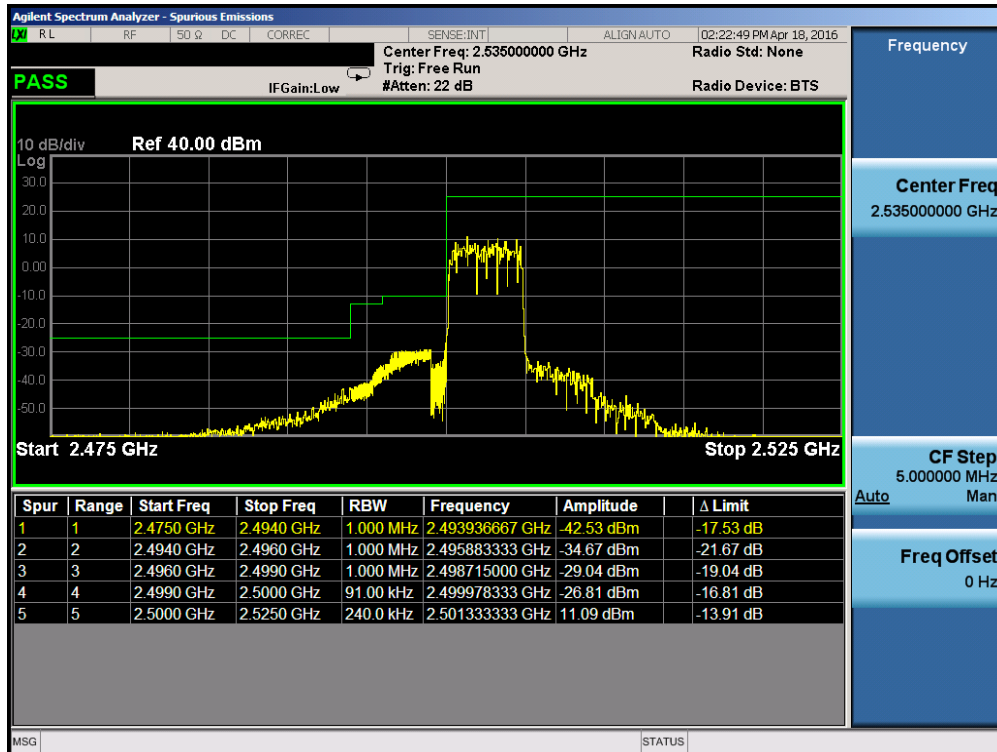 Agilent Spectrum Analyzer - Spurious Emissions
LXI RL RF 50 Ω DC CORREC SENSE:INT ALIGN AUTO 02:22:49 PM Apr 18, 2016
Center Freq: 2.535000000 GHz Radio Std: None
Trig: Free Run
PASS IFGain:Low #Atten: 22 dB Radio Device: BTS
10 dB/div Ref 40.00 dBm
Log
30.0
20.0
10.0
0.00
-10.0
-20.0
-30.0
-40.0
-50.0
Start 2.475 GHz Stop 2.525 GHz
Spur Range Start Freq Stop Freq RBW Frequency Amplitude Δ Limit
1 1 2.4750 GHz 2.4940 GHz 1.000 MHz 2.493936667 GHz -42.53 dBm -17.53 dB
2 2 2.4940 GHz 2.4960 GHz 1.000 MHz 2.495883333 GHz -34.67 dBm -21.67 dB
3 3 2.4960 GHz 2.4990 GHz 1.000 MHz 2.498715000 GHz -29.04 dBm -19.04 dB
4 4 2.4990 GHz 2.5000 GHz 91.00 kHz 2.499978333 GHz -26.81 dBm -16.81 dB
5 5 2.5000 GHz 2.5250 GHz 240.0 kHz 2.501333333 GHz 11.09 dBm -13.91 dB
MSG STATUS
Frequency
Center Freq
2.535000000 GHz
CF Step
5.000000 MHz
Auto Man
Freq Offset
0 Hz